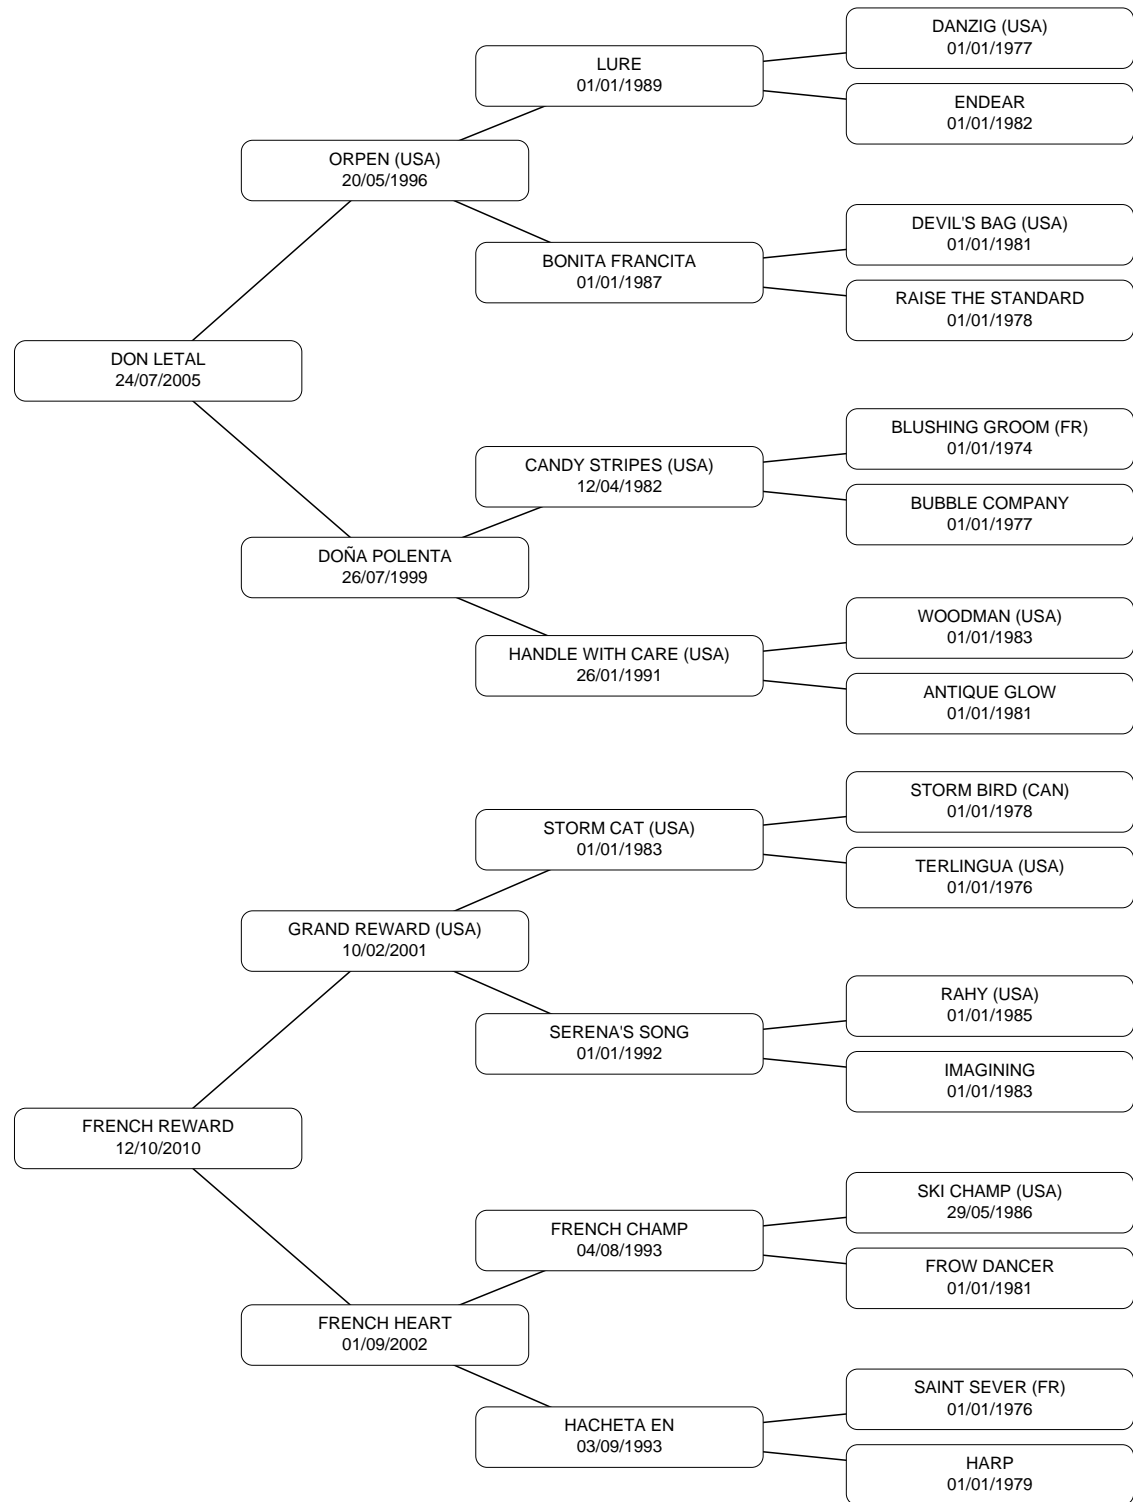 DANZIG (USA)
01/01/1977
LURE
01/01/1989
ENDEAR
01/01/1982
ORPEN (USA)
20/05/1996
DEVIL'S BAG (USA)
01/01/1981
BONITA FRANCITA
01/01/1987
RAISE THE STANDARD
01/01/1978
DON LETAL
24/07/2005
BLUSHING GROOM (FR)
01/01/1974
CANDY STRIPES (USA)
12/04/1982
BUBBLE COMPANY
01/01/1977
DOÑA POLENTA
26/07/1999
WOODMAN (USA)
01/01/1983
HANDLE WITH CARE (USA)
26/01/1991
ANTIQUE GLOW
01/01/1981
STORM BIRD (CAN)
01/01/1978
STORM CAT (USA)
01/01/1983
TERLINGUA (USA)
01/01/1976
GRAND REWARD (USA)
10/02/2001
RAHY (USA)
01/01/1985
SERENA'S SONG
01/01/1992
IMAGINING
01/01/1983
FRENCH REWARD
12/10/2010
SKI CHAMP (USA)
29/05/1986
FRENCH CHAMP
04/08/1993
FROW DANCER
01/01/1981
FRENCH HEART
01/09/2002
SAINT SEVER (FR)
01/01/1976
HACHETA EN
03/09/1993
HARP
01/01/1979